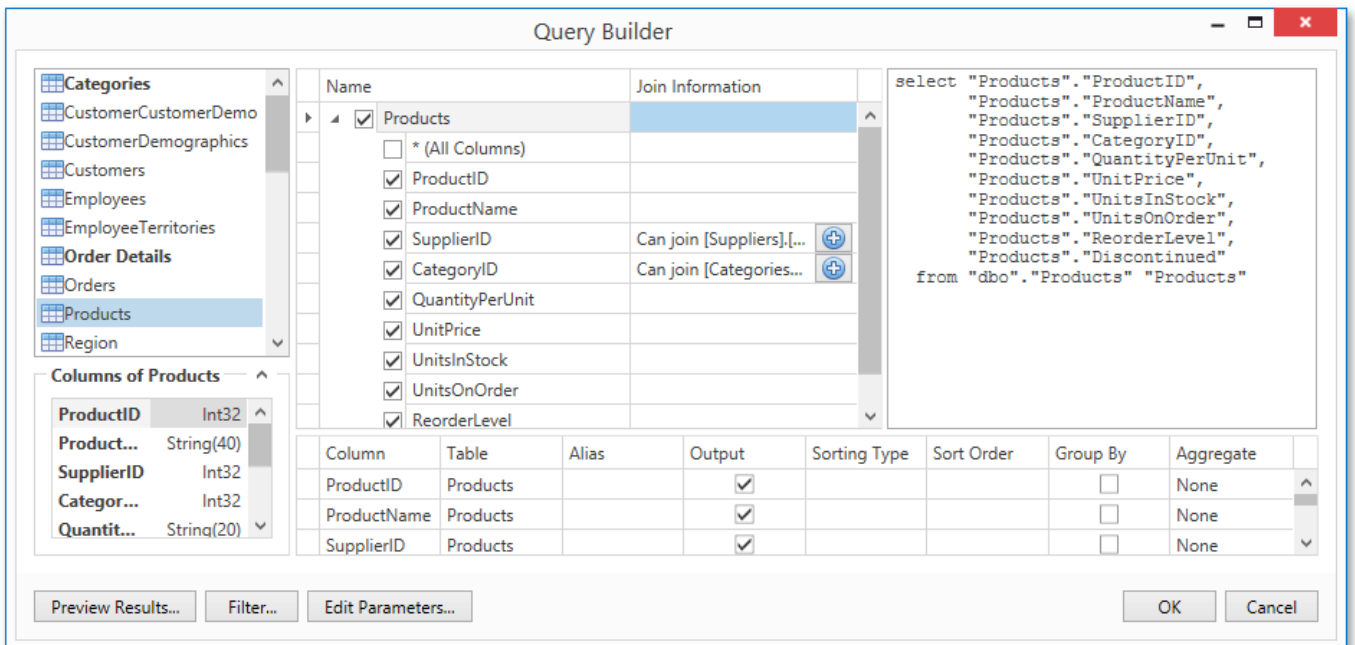 Query Builder
Categories
CustomerCustomerDemo
CustomerDemographics
Customers
Employees
EmployeeTerritories
Order Details
Orders
Products
Region
Columns of Products
ProductID Int32
Product... String(40)
SupplierID Int32
Categor... Int32
Quantit... String(20)
Name Join Information
Products
* (All Columns)
ProductID
ProductName
SupplierID Can join [Suppliers].[...
CategoryID Can join [Categories...
QuantityPerUnit
UnitPrice
UnitsInStock
UnitsOnOrder
ReorderLevel
select "Products"."ProductID",
"Products"."ProductName",
"Products"."SupplierID",
"Products"."CategoryID",
"Products"."QuantityPerUnit",
"Products"."UnitPrice",
"Products"."UnitsInStock",
"Products"."UnitsOnOrder",
"Products"."ReorderLevel",
"Products"."Discontinued"
from "dbo"."Products" "Products"
Column Table Alias Output Sorting Type Sort Order Group By Aggregate
ProductID Products None
ProductName Products None
SupplierID Products None
Preview Results... Filter... Edit Parameters... OK Cancel